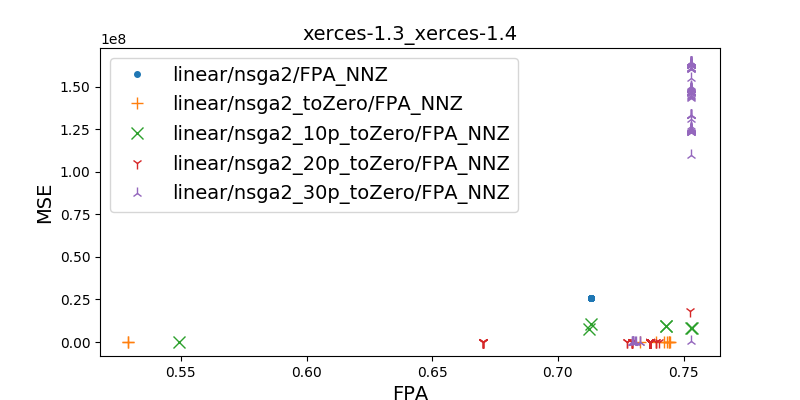 xerces-1.3_xerces-1.4
1e8
linear/nsga2/FPA_NNZ
linear/nsga2_toZero/FPA_NNZ
linear/nsga2_10p_toZero/FPA_NNZ
linear/nsga2_20p_toZero/FPA_NNZ
linear/nsga2_30p_toZero/FPA_NNZ
MSE
1.50
1.25
1.00
0.75
0.50
0.25
0.00
0.55 0.60 0.65 0.70 0.75
FPA